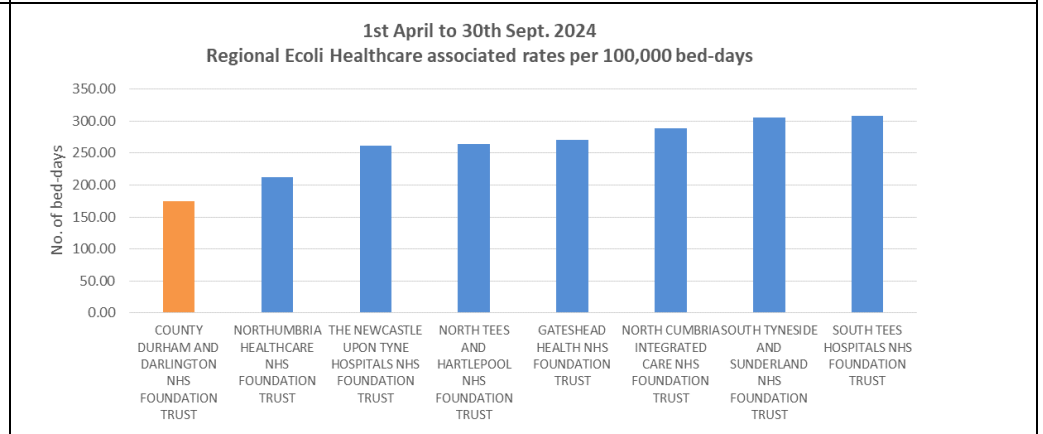 1st April to 30th Sept. 2024
Regional Ecoli Healthcare associated rates per 100,000 bed-days
No. of bed-days
350.00
300.00
250.00
200.00
150.00
100.00
50.00
0.00
COUNTY
DURHAM AND
DARLINGTON
NHS
FOUNDATION
TRUST
NORTHUMBRIA
HEALTHCARE
NHS
FOUNDATION
TRUST
THE NEWCASTLE
UPON TYNE
HOSPITALS NHS
FOUNDATION
TRUST
NORTH TEES
AND
HARTLEPOOL
NHS
FOUNDATION
TRUST
GATESHEAD
HEALTH NHS
FOUNDATION
TRUST
NORTH CUMBRIA
INTEGRATED
CARE NHS
FOUNDATION
TRUST
SOUTH TYNESIDE
AND
SUNDERLAND
NHS
FOUNDATION
TRUST
SOUTH TEES
HOSPITALS NHS
FOUNDATION
TRUST